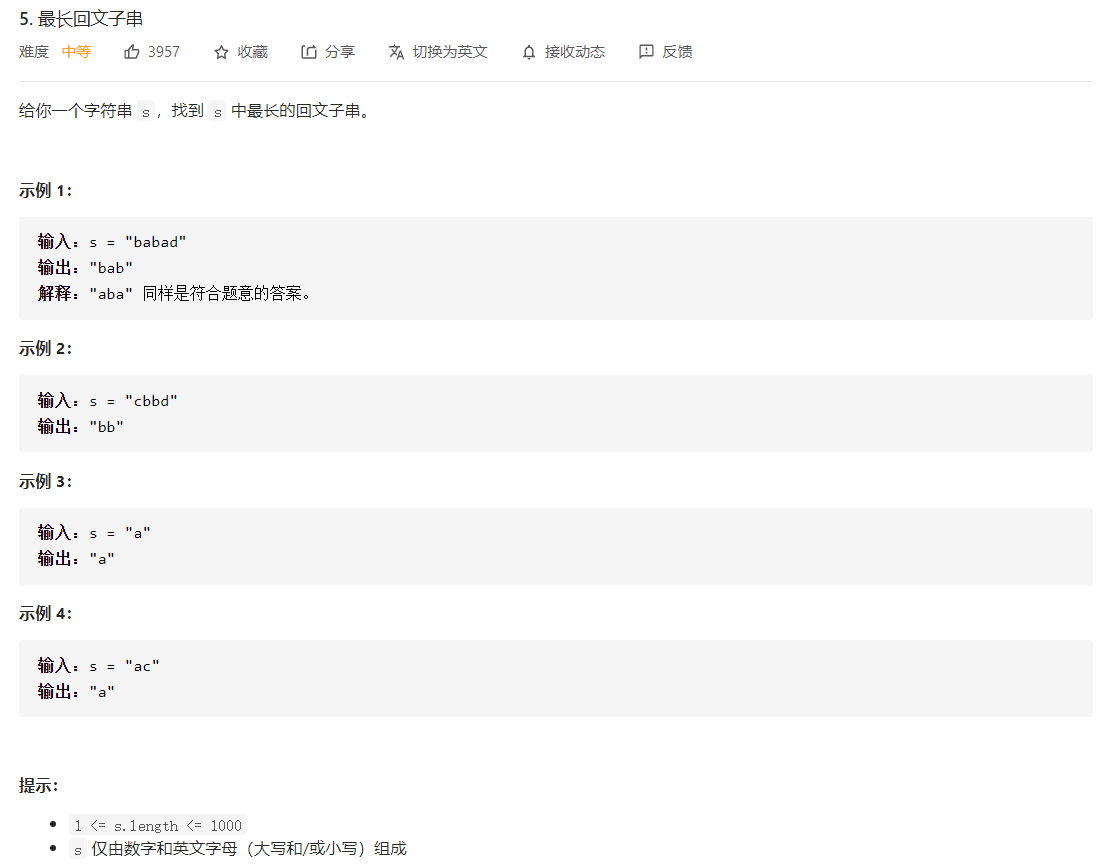 5. 最长回文子串
难度 中等 3957 收藏 分享 切换为英文 接收动态 反馈
给你一个字符串 s，找到 s 中最长的回文子串。
示例 1：
输入：s = "babad"
输出："bab"
解释："aba" 同样是符合题意的答案。
示例 2：
输入：s = "cbbd"
输出："bb"
示例 3：
输入：s = "a"
输出："a"
示例 4：
输入：s = "ac"
输出："a"
提示：
1 <= s.length <= 1000
s 仅由数字和英文字母（大写和/或小写）组成